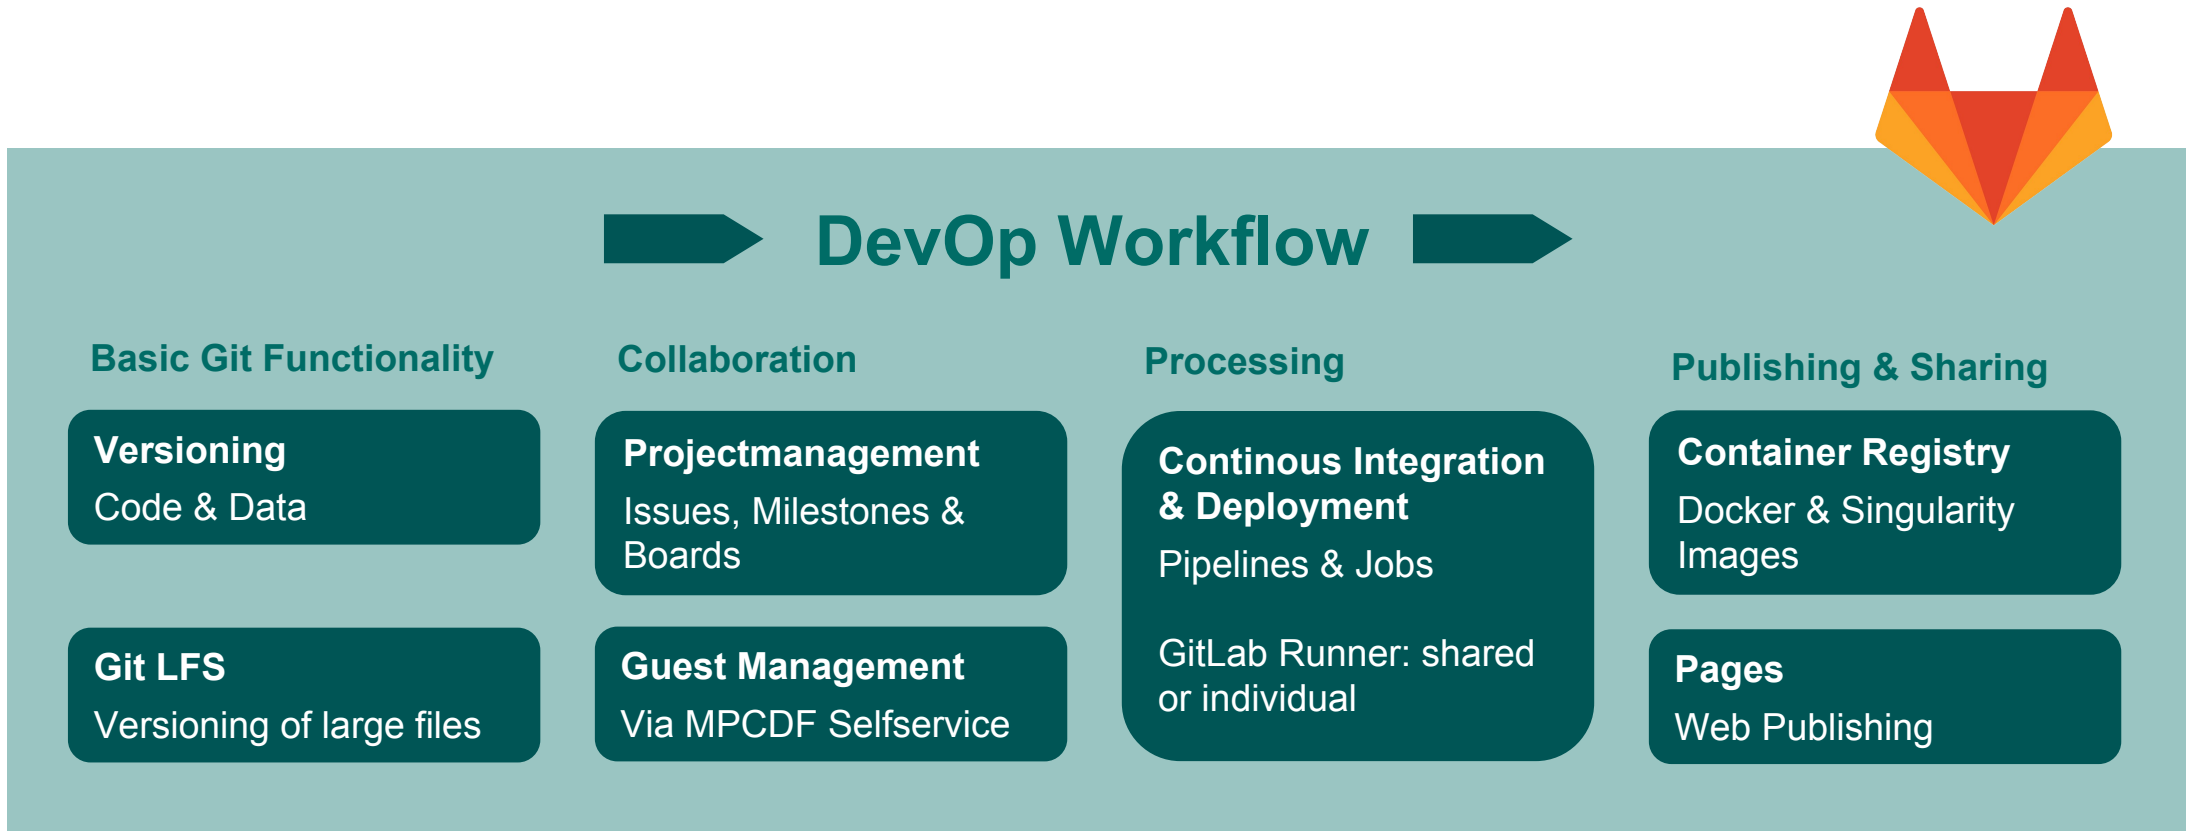 DevOp Workflow
Basic Git Functionality
Versioning
Code & Data
Git LFS
Versioning of large files
Collaboration
Projectmanagement
Issues, Milestones &
Boards
Guest Management
Via MPCDF Selfservice
Processing
Continous Integration
& Deployment
Pipelines & Jobs
GitLab Runner: shared
or individual
Publishing & Sharing
Container Registry
Docker & Singularity
Images
Pages
Web Publishing